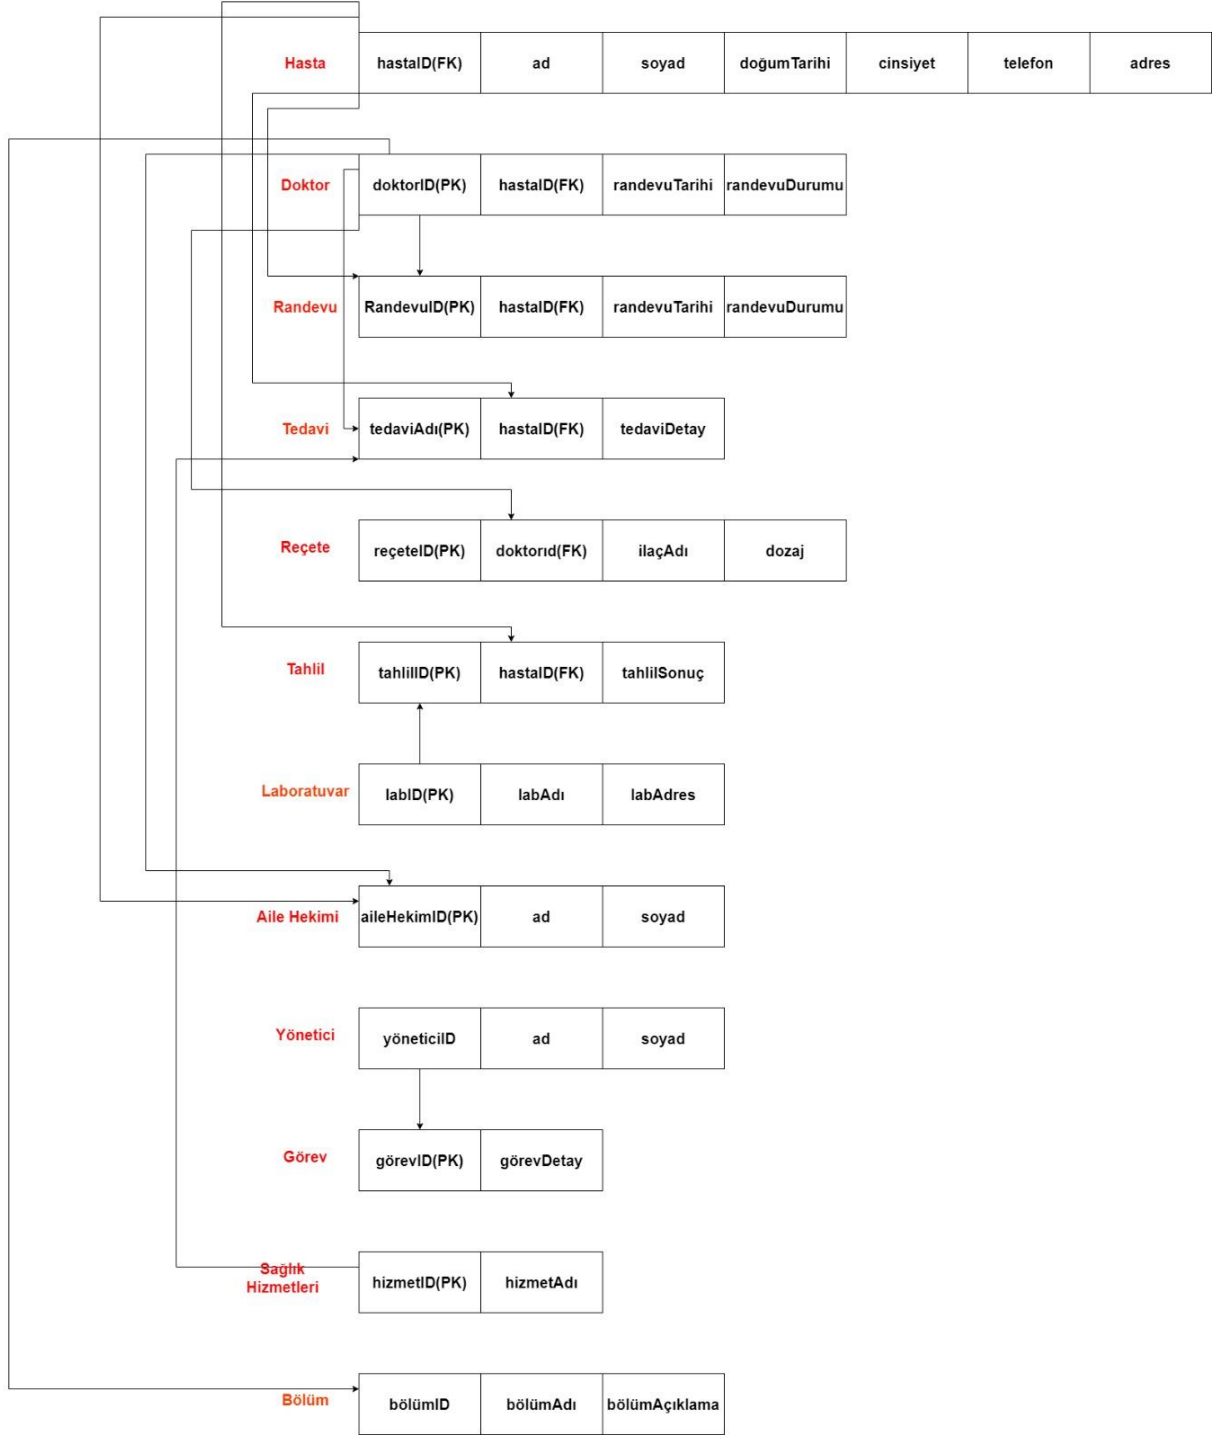 Hasta hastaID(FK) ad soyad doğumTarihi cinsiyet telefon adres
Doktor doktorID(PK) hastaID(FK) randevuTarihi randevuDurumu
Randevu RandevuID(PK) hastaID(FK) randevuTarihi randevuDurumu
Tedavi tedaviAdı(PK) hastaID(FK) tedaviDetay
Reçete reçeteID(PK) doktorıd(FK) ilaçAdı dozaj
Tahlil tahlilID(PK) hastaID(FK) tahlilSonuç
Laboratuvar labID(PK) labAdı labAdres
Aile Hekimi aileHekimID(PK) ad soyad
Yönetici yöneticiID ad soyad
Görev görevID(PK) görevDetay
Sağlık
Hizmetleri hizmetID(PK) hizmetAdı
Bölüm bölümID bölümAdı bölümAçıklama